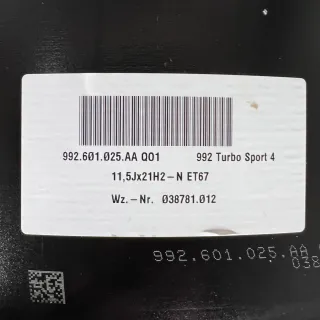 992.601.025.AA Q01 992 Turbo Sport 4
11,5Jx21H2-N ET67
Wz.-Nr. 038781.012
992.601.025.AA
038